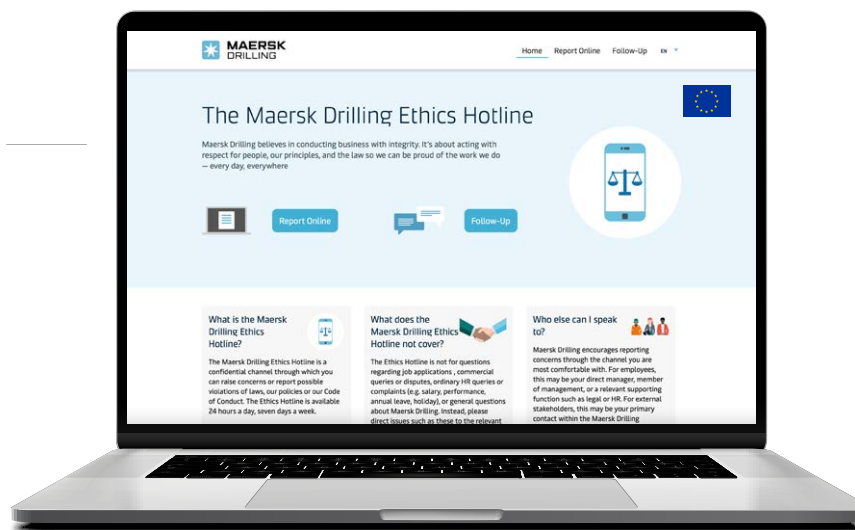 MAERSK
DRILLING
Home Report Online Follow-Up EN
The Maersk Drilling Ethics Hotline
Maersk Drilling believes in conducting business with integrity. It's about acting with
respect for people, our principles, and the law so we can be proud of the work we do
— every day, everywhere
Report Online
Follow-Up
What is the Maersk
Drilling Ethics
Hotline?
The Maersk Drilling Ethics Hotline is a
confidential channel through which you
can raise concerns or report possible
violations of laws, our policies or our Code
of Conduct. The Ethics Hotline is available
24 hours a day, seven days a week.
What does the
Maersk Drilling Ethics
Hotline not cover?
The Ethics Hotline is not for questions
regarding job applications , commercial
queries or disputes, ordinary HR queries or
complaints (e.g. salary, performance,
annual leave, holiday), or general questions
about Maersk Drilling. Instead, please
direct issues such as these to the relevant
Who else can I speak
to?
Maersk Drilling encourages reporting
concerns through the channel you are
most comfortable with. For employees,
this may be your direct manager, member
of management, or a relevant supporting
function such as legal or HR. For external
stakeholders, this may be your primary
contact within the Maersk Drilling